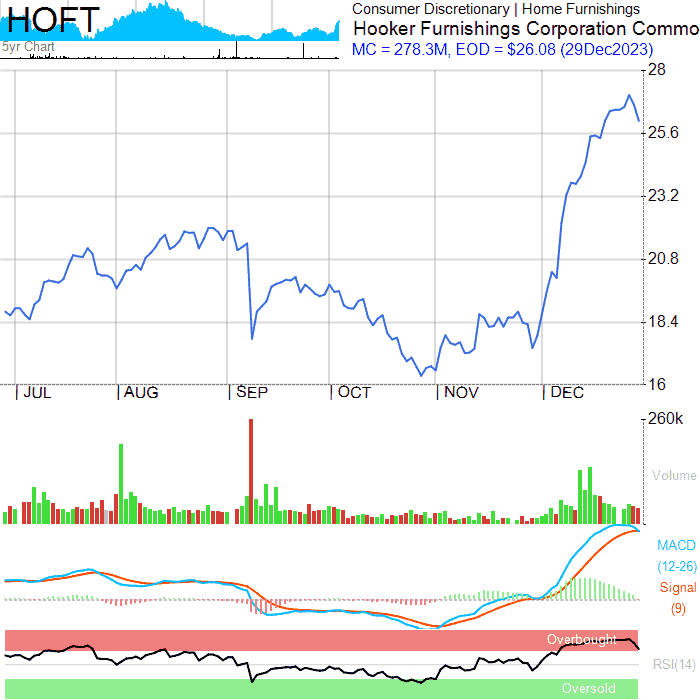 HOFT
5yr Chart
Consumer Discretionary | Home Furnishings
Hooker Furnishings Corporation Commo
MC = 278.3M, EOD = $26.08 (29Dec2023)
28
25.6
23.2
20.8
18.4
16
| JUL | AUG | SEP | OCT | NOV | DEC
260k
Volume
MACD
(12-26)
Signal
(9)
Overbought
RSI(14)
Oversold